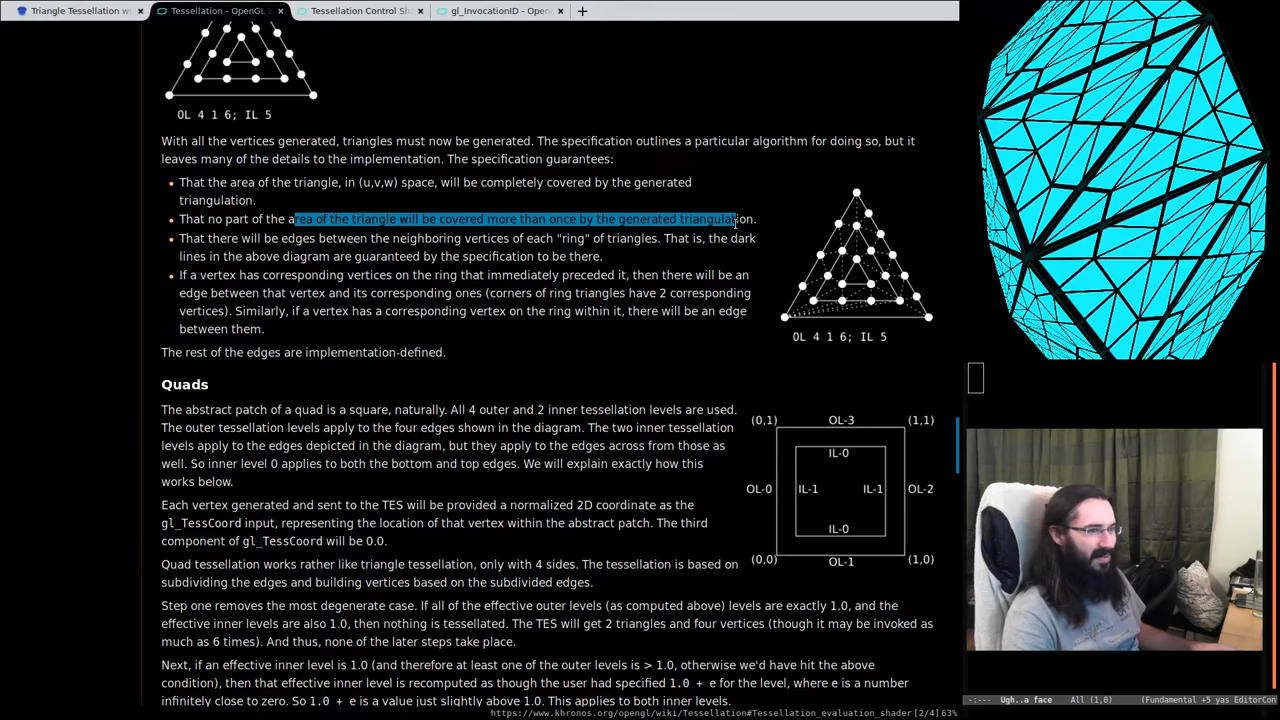 Triangle Tessellation w
Tessellation - OpenGL
Tessellation Control Sha
gl_InvocationID - OpenG
OL 4 1 6; IL 5
With all the vertices generated, triangles must now be generated. The specification outlines a particular algorithm for doing so, but it
leaves many of the details to the implementation. The specification guarantees:
That the area of the triangle, in (u,v,w) space, will be completely covered by the generated
triangulation.
That no part of the area of the triangle will be covered more than once by the generated triangulation.
That there will be edges between the neighboring vertices of each "ring" of triangles. That is, the dark
lines in the above diagram are guaranteed by the specification to be there.
If a vertex has corresponding vertices on the ring that immediately preceded it, then there will be an
edge between that vertex and its corresponding ones (corners of ring triangles have 2 corresponding
vertices). Similarly, if a vertex has a corresponding vertex on the ring within it, there will be an edge
between them.
OL 4 1 6; IL 5
The rest of the edges are implementation-defined.
Quads
The abstract patch of a quad is a square, naturally. All 4 outer and 2 inner tessellation levels are used.
The outer tessellation levels apply to the four edges shown in the diagram. The two inner tessellation
levels apply to the edges depicted in the diagram, but they apply to the edges across from those as
well. So inner level 0 applies to both the bottom and top edges. We will explain exactly how this
works below.
Each vertex generated and sent to the TES will be provided a normalized 2D coordinate as the
gl_TessCoord input, representing the location of that vertex within the abstract patch. The third
component of gl_TessCoord will be 0.0.
Quad tessellation works rather like triangle tessellation, only with 4 sides. The tessellation is based on
subdividing the edges and building vertices based on the subdivided edges.
(0,1) OL-3 (1,1)
IL-0
OL-0 IL-1 IL-1 OL-2
IL-0
(0,0) OL-1 (1,0)
Step one removes the most degenerate case. If all of the effective outer levels (as computed above) levels are exactly 1.0, and the
effective inner levels are also 1.0, then nothing is tessellated. The TES will get 2 triangles and four vertices (though it may be invoked as
much as 6 times). And thus, none of the later steps take place.
Next, if an effective inner level is 1.0 (and therefore at least one of the outer levels is > 1.0, otherwise we'd have hit the above
condition), then that effective inner level is recomputed as though the user had specified 1.0 + e for the level, where e is a number
infinitely close to zero. So 1.0 + e is a value just slightly above 1.0. This applies to both inner levels.
https://www.khronos.org/opengl/wiki/Tessellation#Tessellation_evaluation_shader [2/4] 63%
-:--- Ugh..a face All (1,0) (Fundamental +5 yas EditorCon